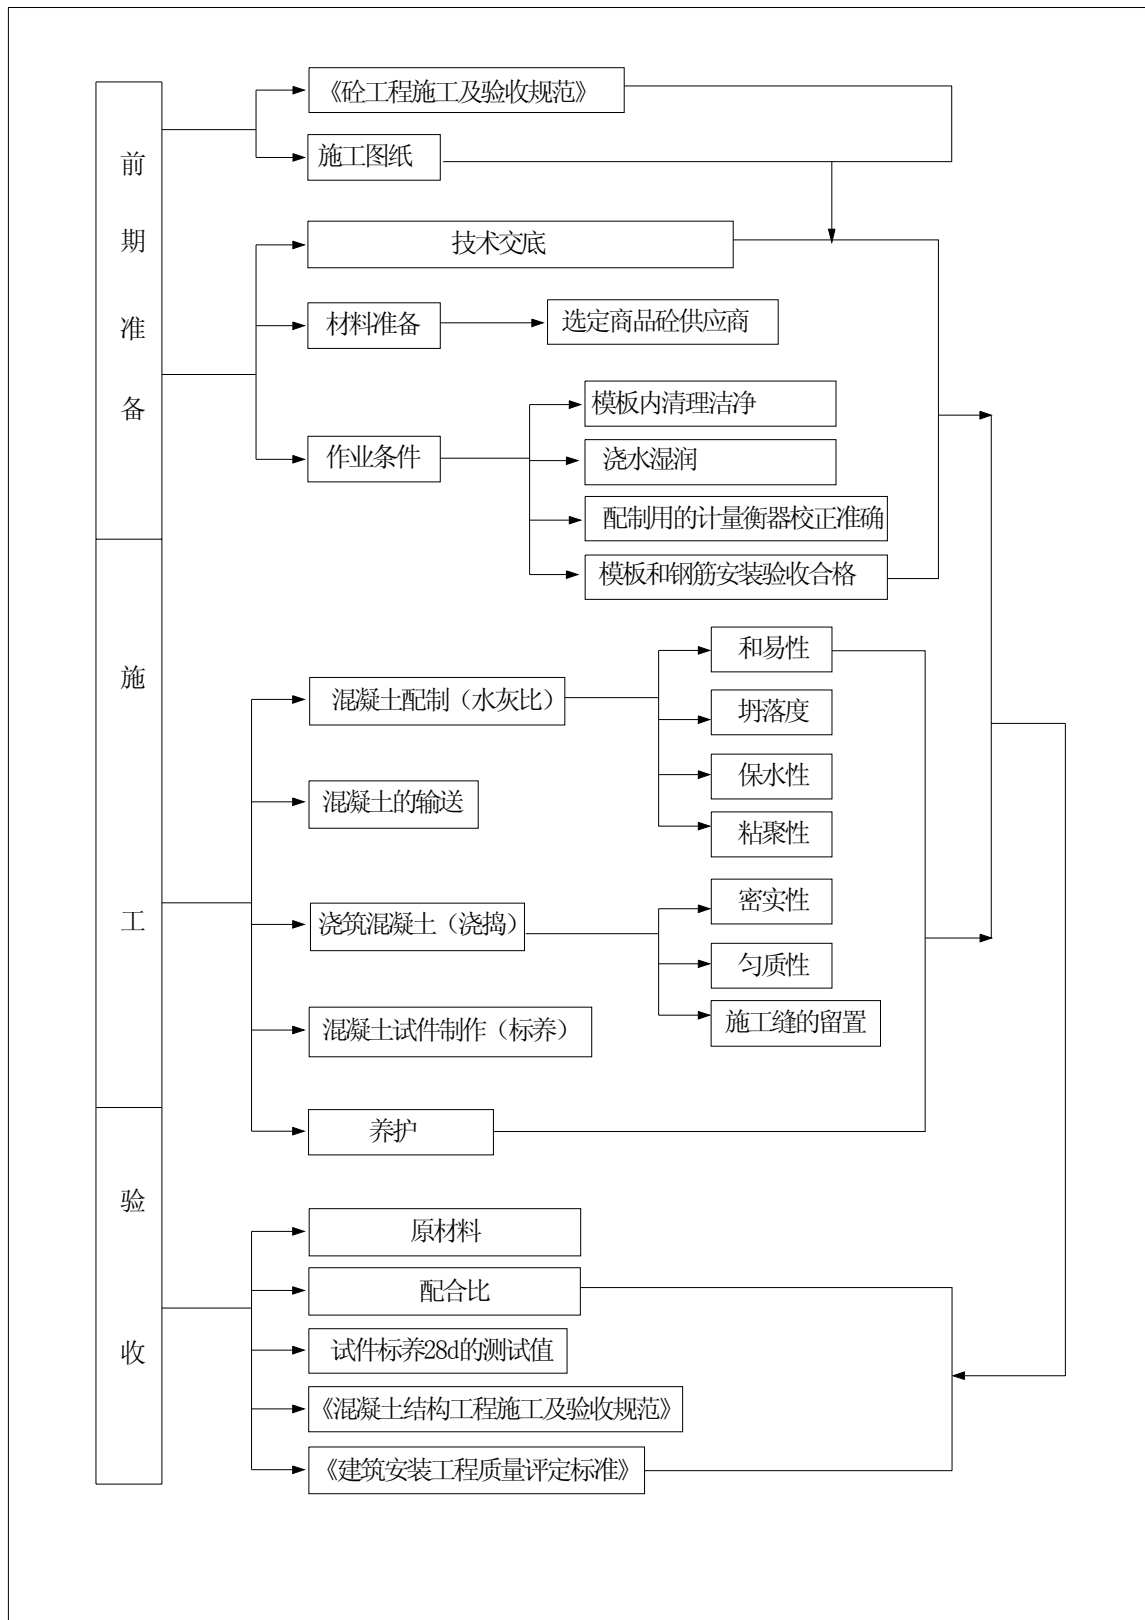 前期准备
《砼工程施工及验收规范》
施工图纸
技术交底
材料准备
选定商品砼供应商
作业条件
模板内清理洁净
浇水湿润
配制用的计量衡器校正准确
模板和钢筋安装验收合格
施工
混凝土配制（水灰比）
和易性
坍落度
保水性
粘聚性
混凝土的输送
浇筑混凝土（浇捣）
密实性
匀质性
施工缝的留置
混凝土试件制作（标养）
养护
验收
原材料
配合比
试件标养28d的测试值
《混凝土结构工程施工及验收规范》
《建筑安装工程质量评定标准》